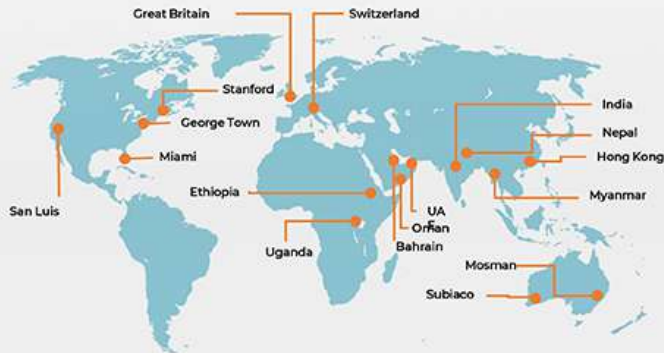 Great Britain
Switzerland
Stanford
India
George Town
Nepal
Hong Kong
Miami
Ethiopia
Myanmar
San Luis
UA
E
Oman
Uganda
Bahrain
Mosman
Subiaco